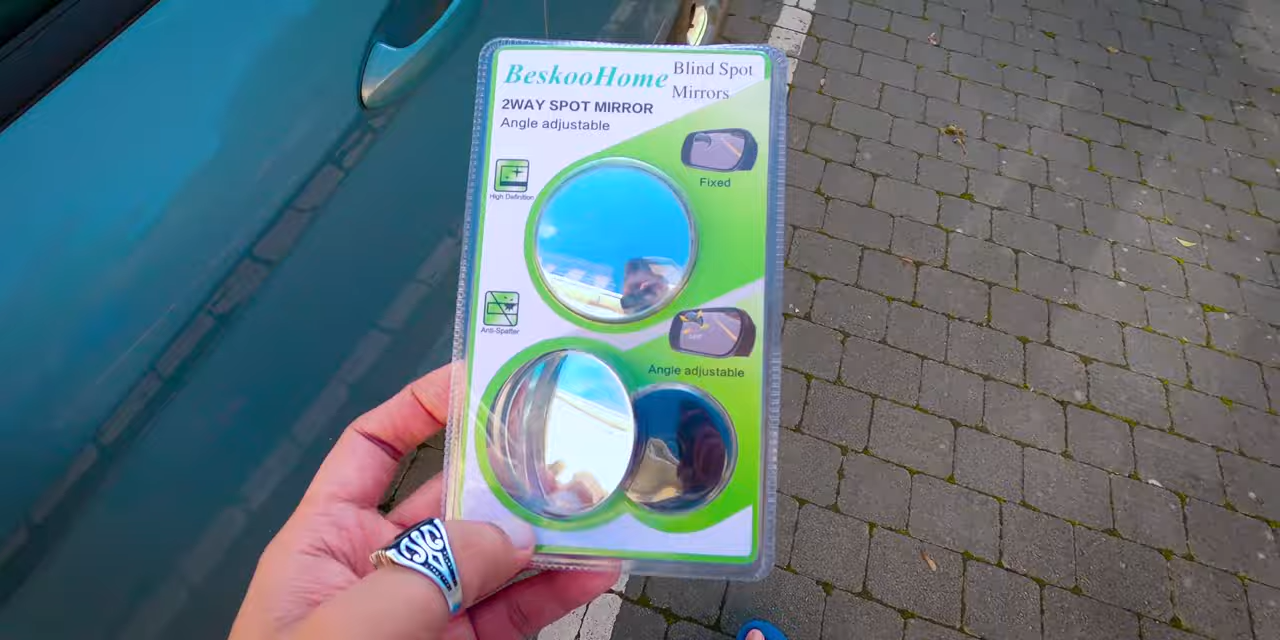 BeskooHome
Blind Spot
Mirrors
2WAY SPOT MIRROR
Angle adjustable
Fixed
High Definition
Anti-Spatter
Angle adjustable